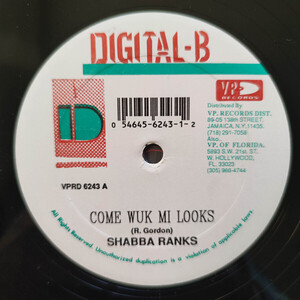 DIGITAL-B
VP
RECORDS
Distributed By
VP. RECORDS DIST.
89-05 138th STREET,
JAMAICA, N.Y. 11435.
(718) 291-7058
Also:
VP. OF FLORIDA.
5893 S.W. 21st. ST.
W. HOLLYWOOD,
FL. 33023
(305) 966-4744
0 54645-6243-1-2
VPRD 6243 A
COME WUK MI LOOKS
(R. Gordon)
SHABBA RANKS
All Rights Reserved.
Unauthorized duplication is a violation of